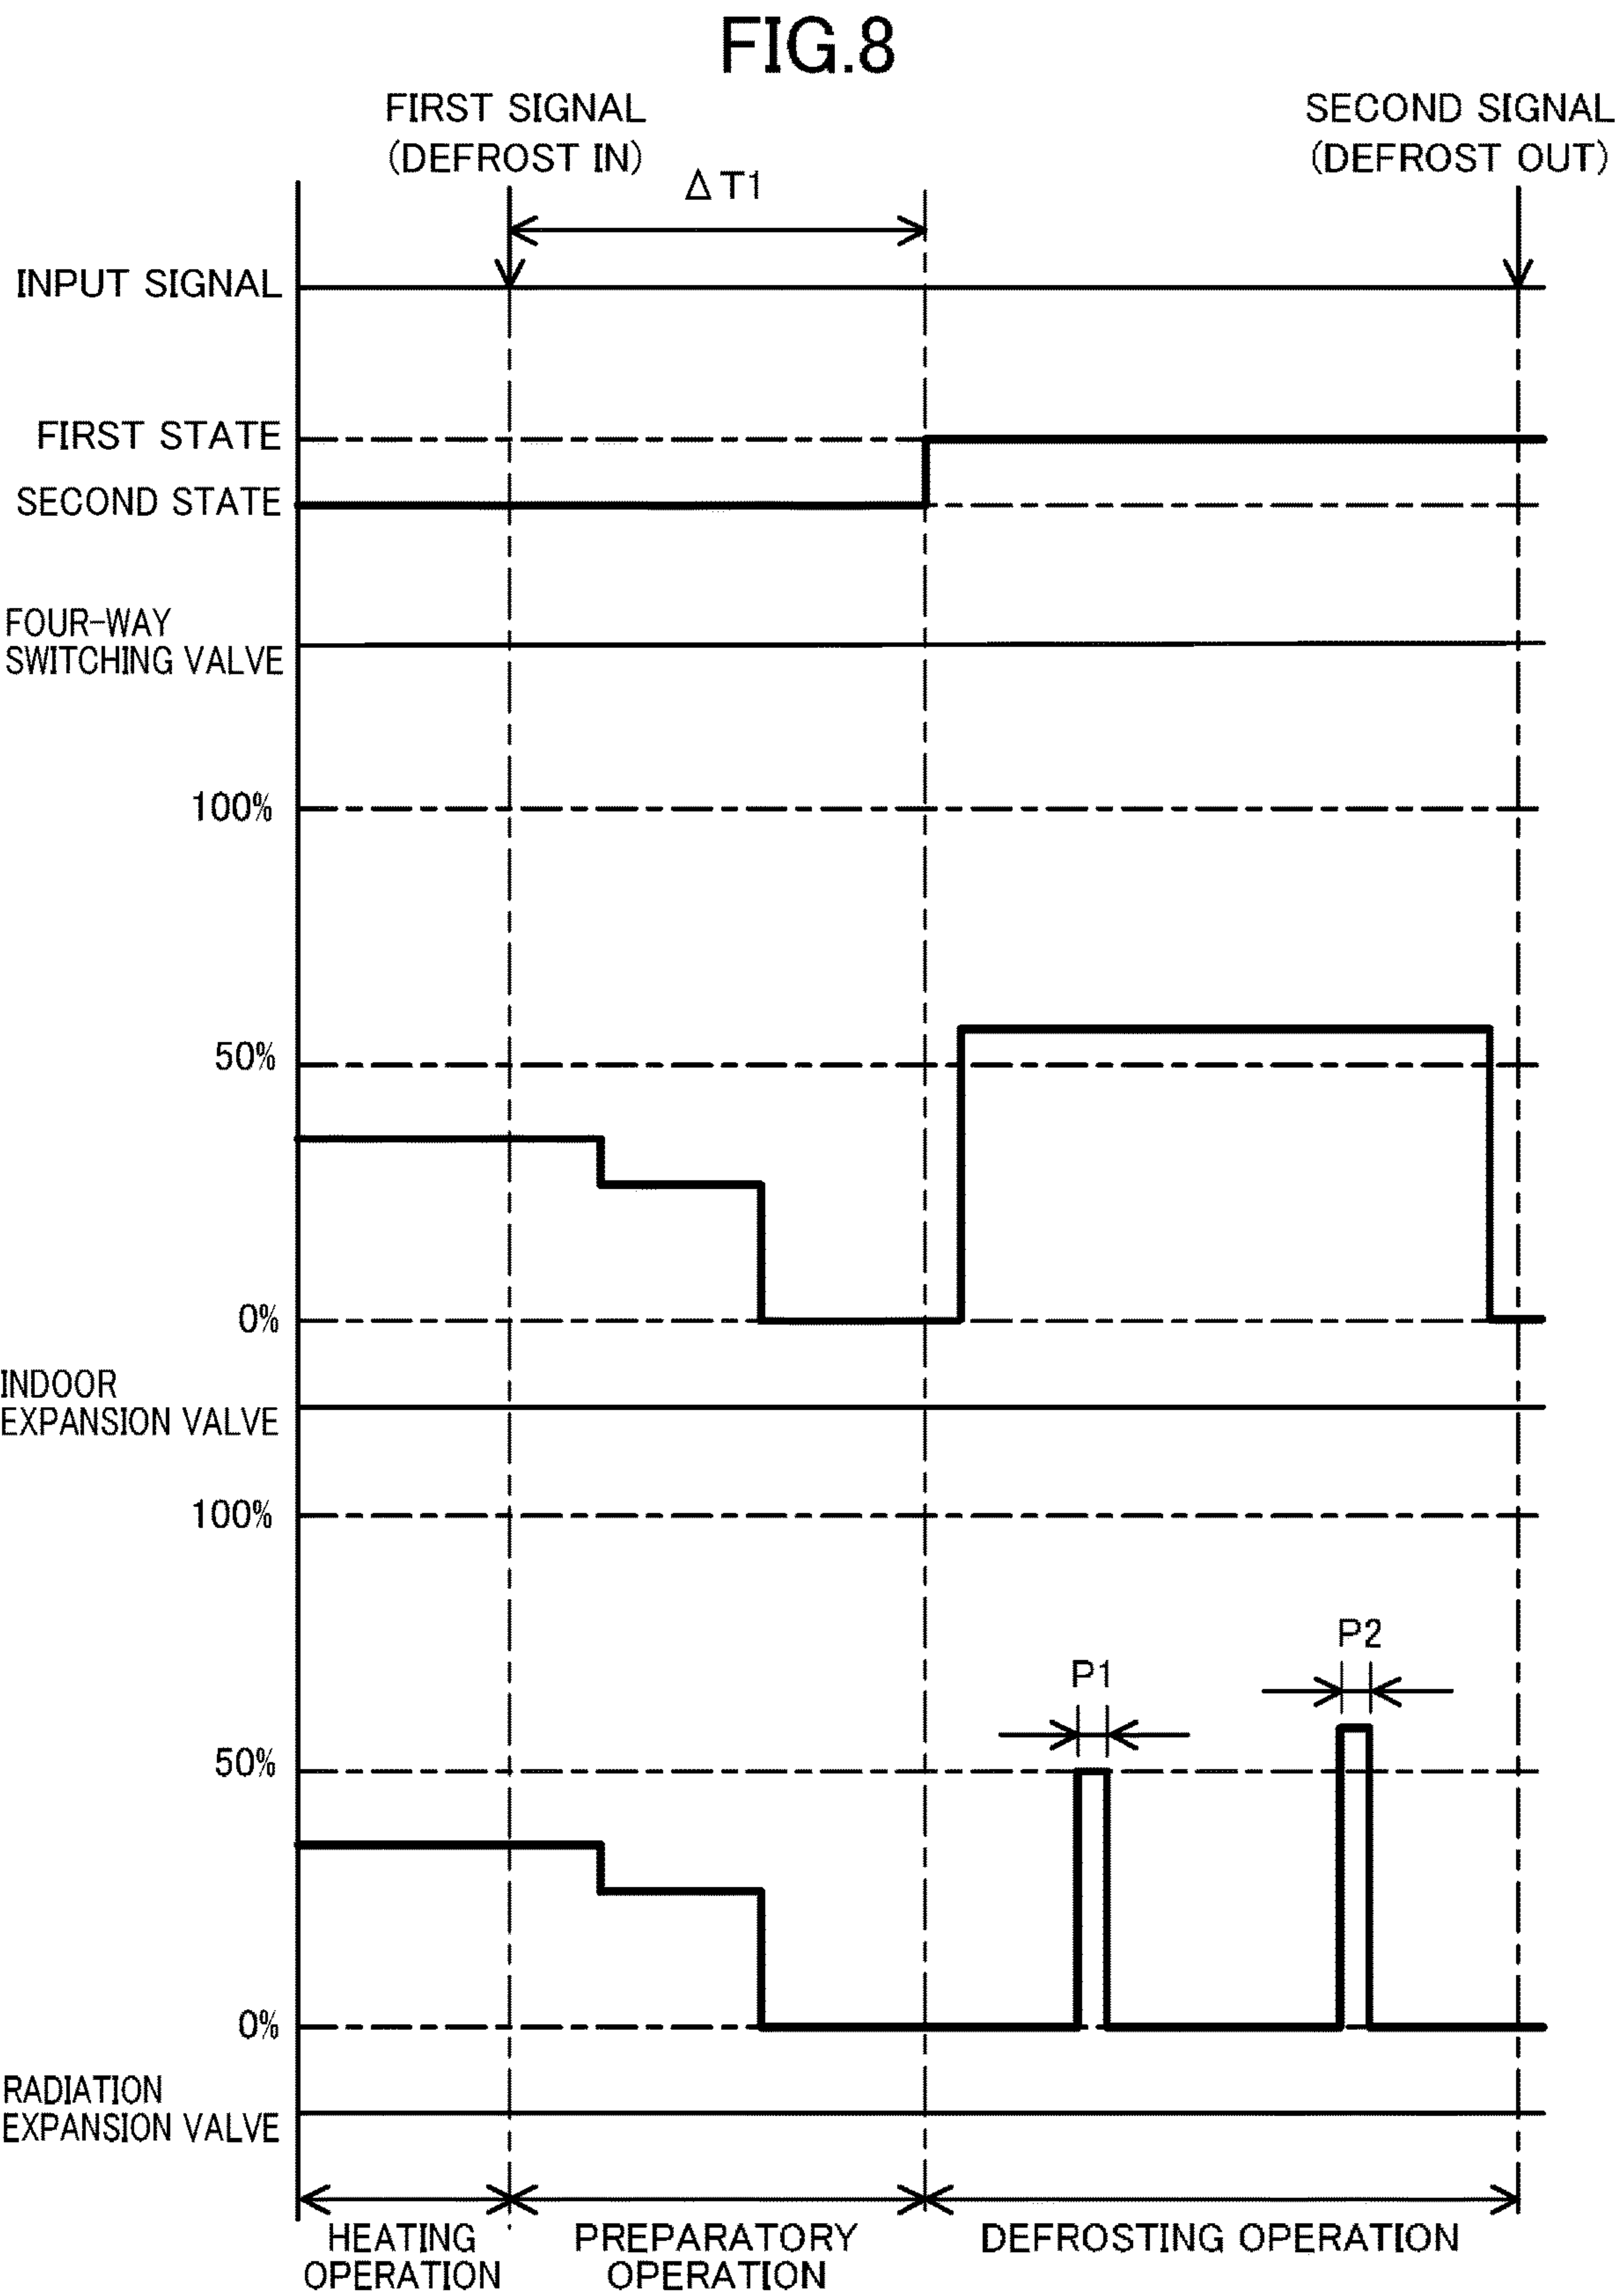 FIG.8
FIRST SIGNAL
(DEFROST IN)
SECOND SIGNAL
(DEFROST OUT)
ΔT1
INPUT SIGNAL
FIRST STATE
SECOND STATE
FOUR-WAY
SWITCHING VALVE
100%
50%
0%
INDOOR
EXPANSION VALVE
100%
P2
P1
50%
0%
RADIATION
EXPANSION VALVE
HEATING
OPERATION
PREPARATORY
OPERATION
DEFROSTING OPERATION